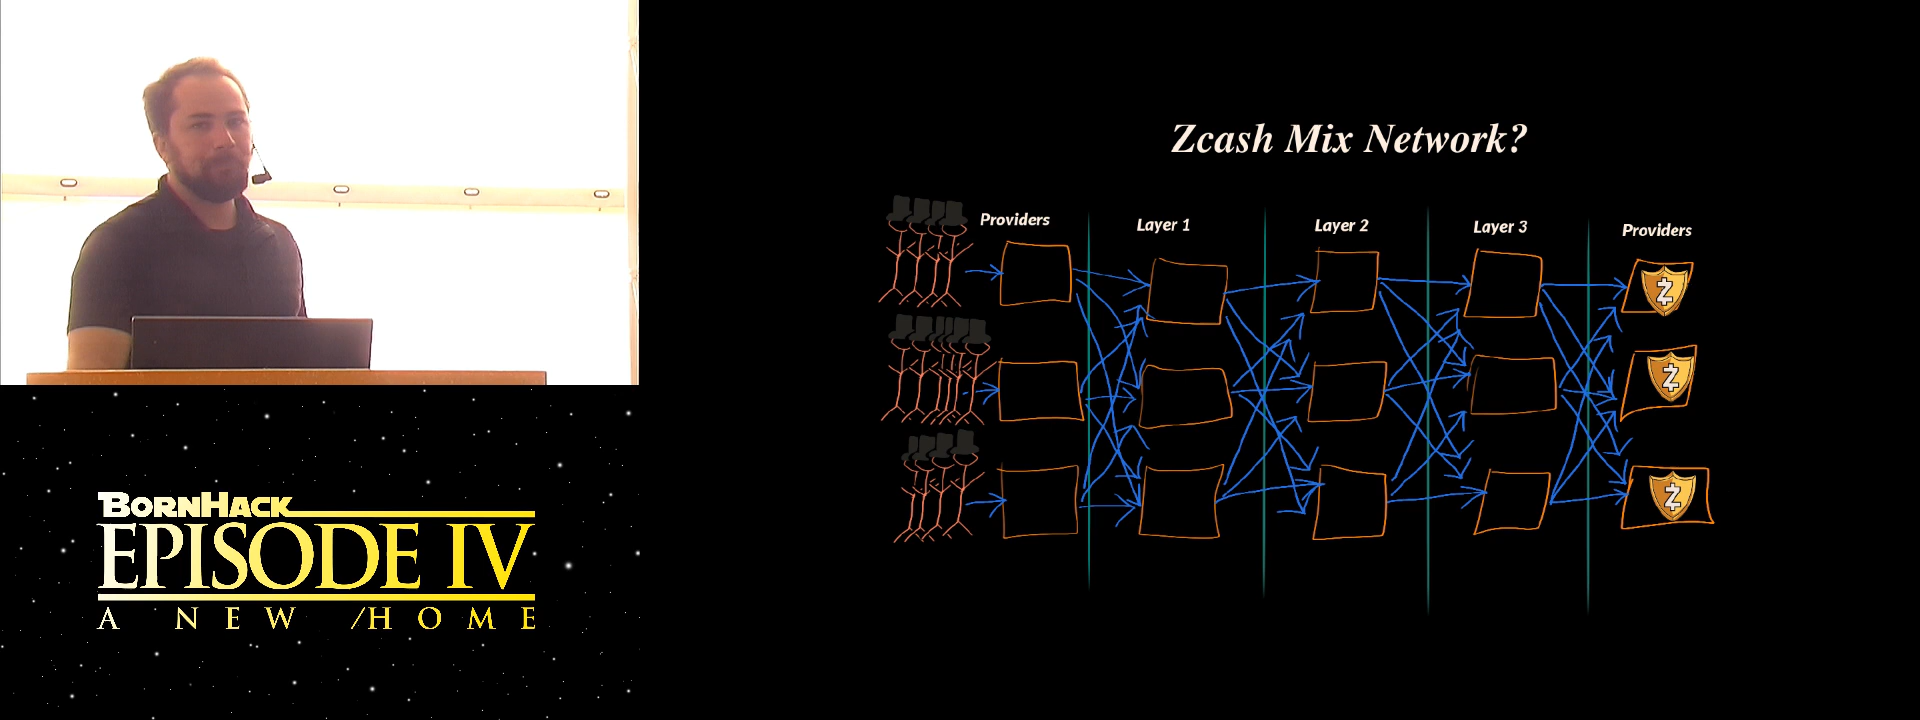 Zcash Mix Network?
Providers
Layer 1
Layer 2
Layer 3
Providers
BORNHACK
EPISODE IV
A NEW /HOME